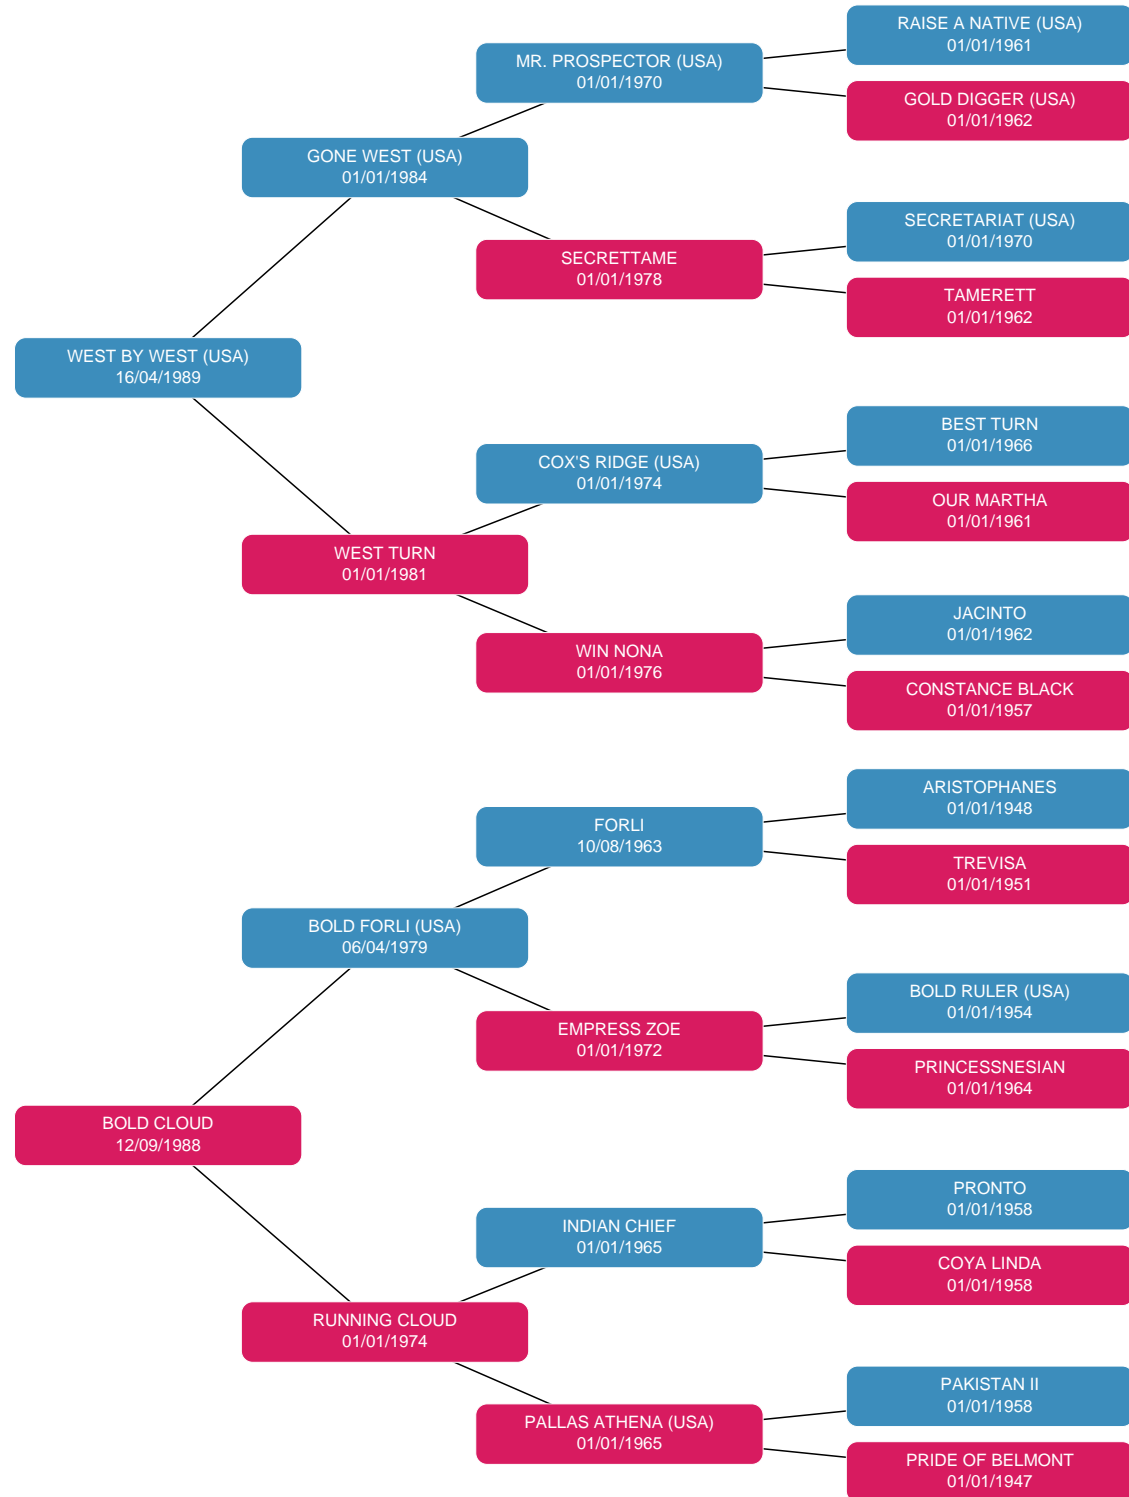 RAISE A NATIVE (USA)
01/01/1961
MR. PROSPECTOR (USA)
01/01/1970
GOLD DIGGER (USA)
01/01/1962
GONE WEST (USA)
01/01/1984
SECRETARIAT (USA)
01/01/1970
SECRETTAME
01/01/1978
TAMERETT
01/01/1962
WEST BY WEST (USA)
16/04/1989
BEST TURN
01/01/1966
COX'S RIDGE (USA)
01/01/1974
OUR MARTHA
01/01/1961
WEST TURN
01/01/1981
JACINTO
01/01/1962
WIN NONA
01/01/1976
CONSTANCE BLACK
01/01/1957
ARISTOPHANES
01/01/1948
FORLI
10/08/1963
TREVISA
01/01/1951
BOLD FORLI (USA)
06/04/1979
BOLD RULER (USA)
01/01/1954
EMPRESS ZOE
01/01/1972
PRINCESSNESIAN
01/01/1964
BOLD CLOUD
12/09/1988
PRONTO
01/01/1958
INDIAN CHIEF
01/01/1965
COYA LINDA
01/01/1958
RUNNING CLOUD
01/01/1974
PAKISTAN II
01/01/1958
PALLAS ATHENA (USA)
01/01/1965
PRIDE OF BELMONT
01/01/1947